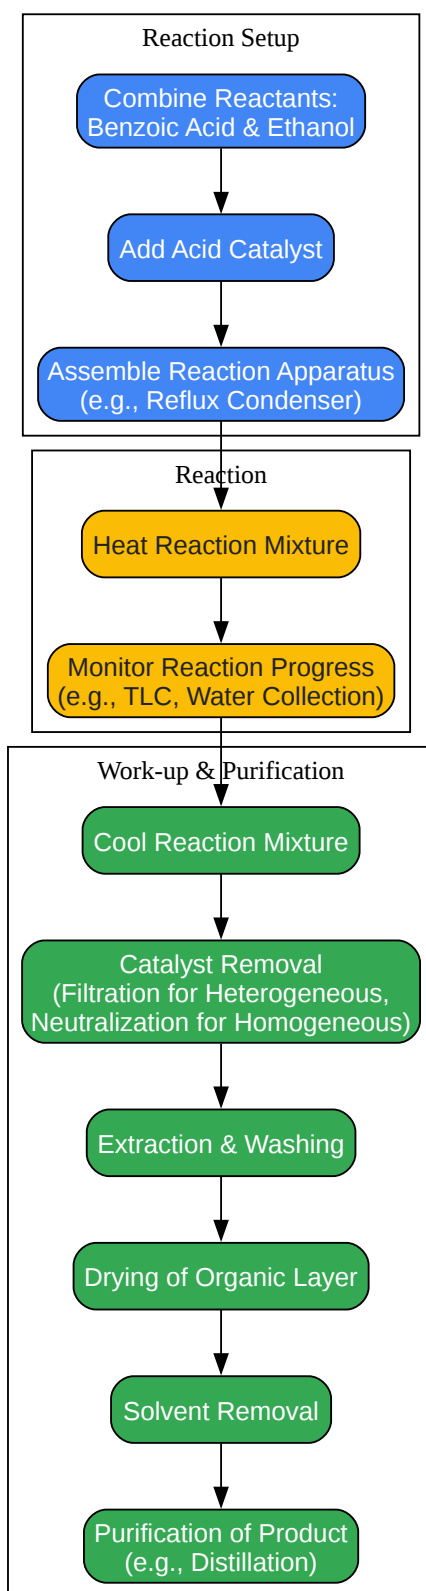 Reaction Setup
Combine Reactants:
Benzoic Acid & Ethanol
Add Acid Catalyst
Assemble Reaction Apparatus
(e.g., Reflux Condenser)
Reaction
Heat Reaction Mixture
Monitor Reaction Progress
(e.g., TLC, Water Collection)
Work-up & Purification
Cool Reaction Mixture
Catalyst Removal
(Filtration for Heterogeneous,
Neutralization for Homogeneous)
Extraction & Washing
Drying of Organic Layer
Solvent Removal
Purification of Product
(e.g., Distillation)